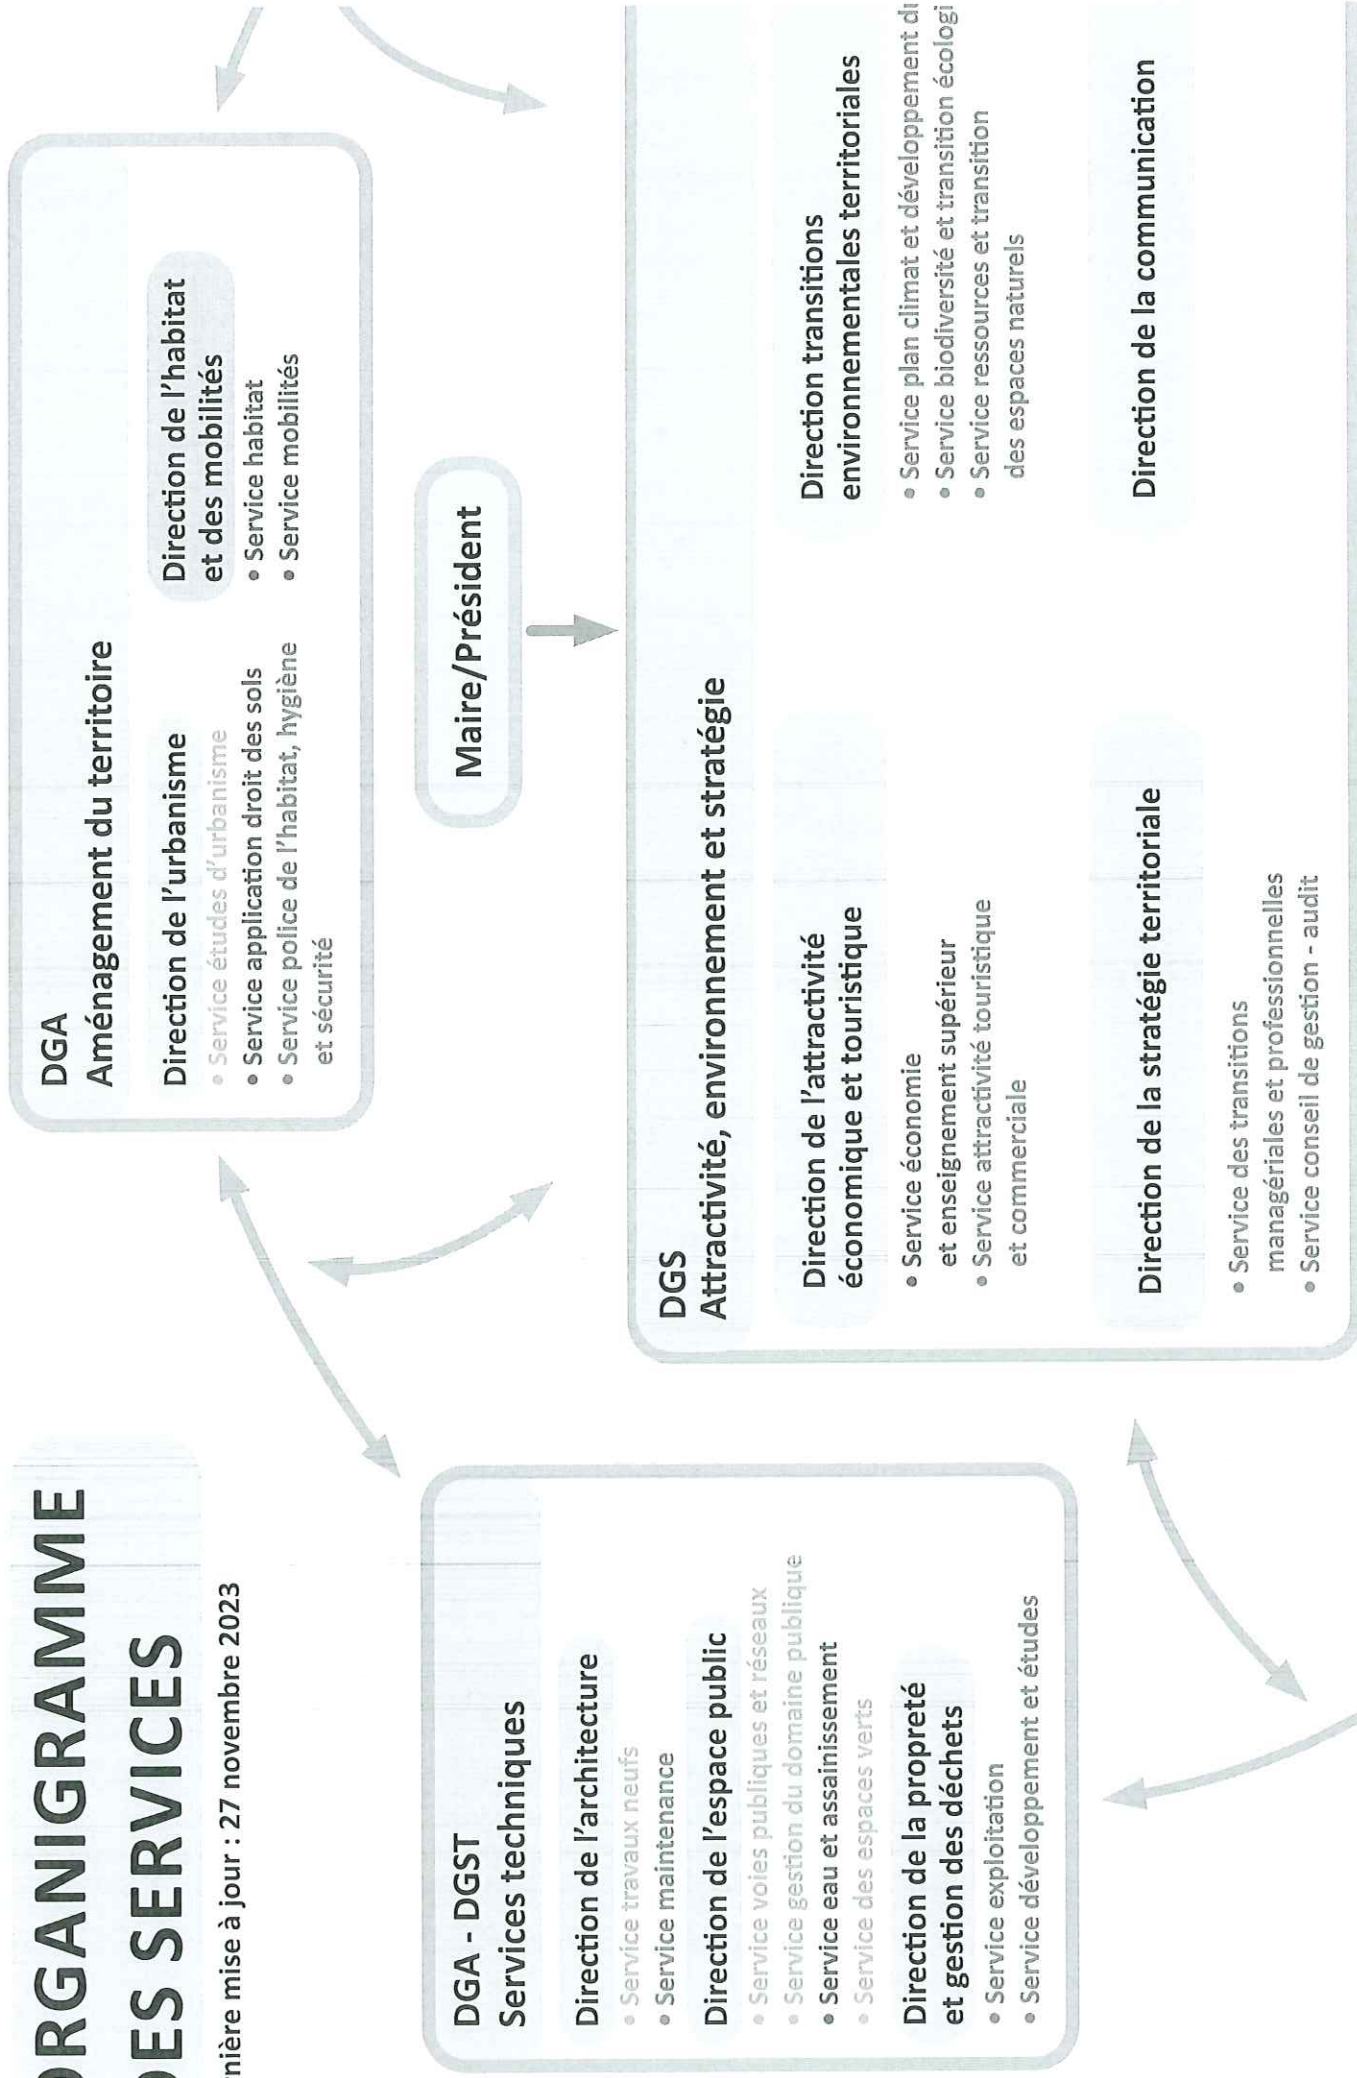 ORGANIGRAMME
DES SERVICES
nière mise à jour : 27 novembre 2023
DGA
Aménagement du territoire
Direction de l'urbanisme
• Service études d'urbanisme
• Service application droit des sols
• Service police de l'habitat, hygiène
et sécurité
Direction de l'habitat
et des mobilités
• Service habitat
• Service mobilités
Maire/Président
DGA - DGST
Services techniques
Direction de l'architecture
• Service travaux neufs
• Service maintenance
Direction de l'espace public
• Service voies publiques et réseaux
• Service gestion du domaine publique
• Service eau et assainissement
• Service des espaces verts
Direction de la propreté
et gestion des déchets
• Service exploitation
• Service développement et études
DGS
Attractivité, environnement et stratégie
Direction de l'attractivité
économique et touristique
• Service économie
et enseignement supérieur
• Service attractivité touristique
et commerciale
Direction transitions
environnementales territoriales
• Service plan climat et développement du
• Service biodiversité et transition écologi
• Service ressources et transition
des espaces naturels
Direction de la stratégie territoriale
• Service des transitions
managériales et professionnelles
• Service conseil de gestion - audit
Direction de la communication